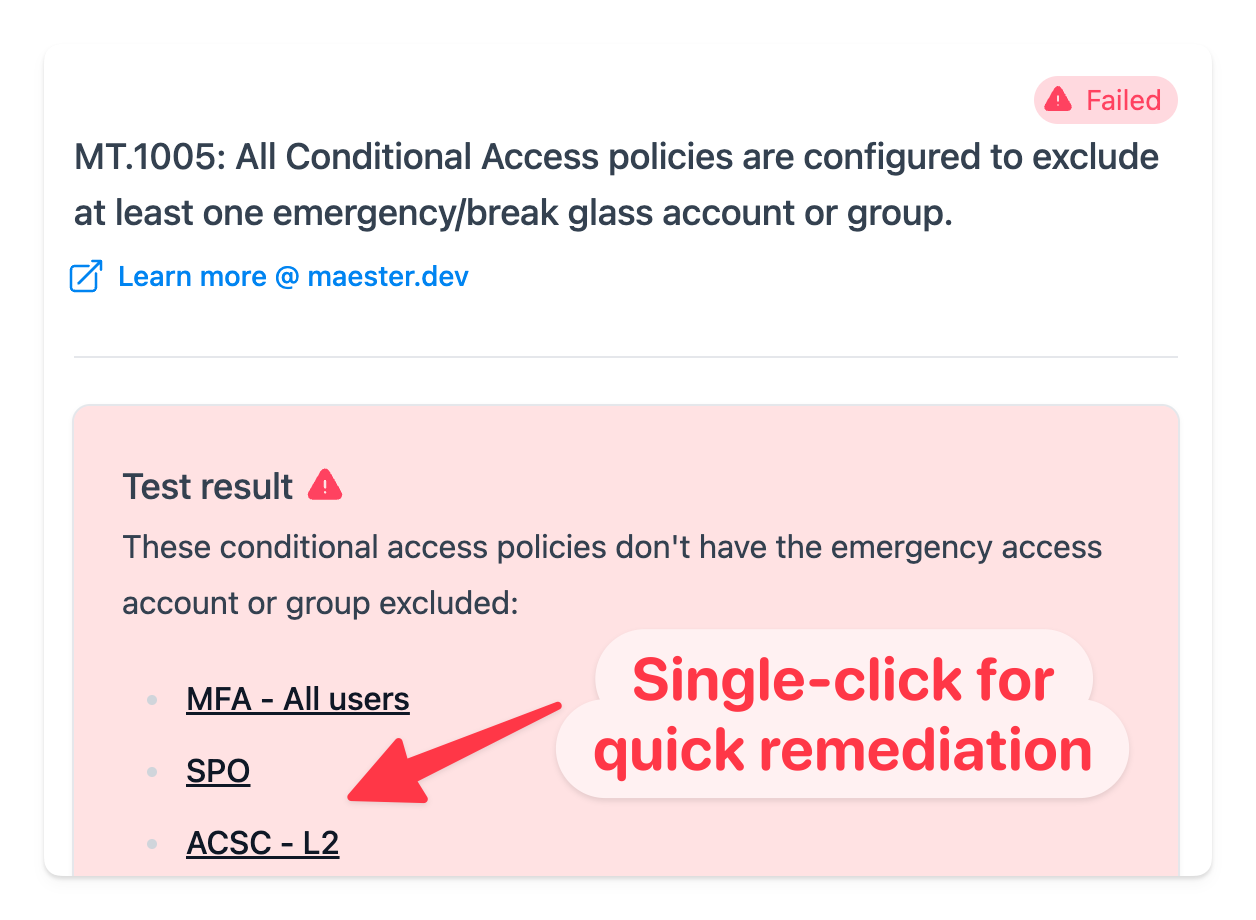 Failed
MT.1005: All Conditional Access policies are configured to exclude
at least one emergency/break glass account or group.
Learn more @ maester.dev
Test result
These conditional access policies don't have the emergency access
account or group excluded:
MFA - All users
SPO
ACSC - L2
Single-click for
quick remediation